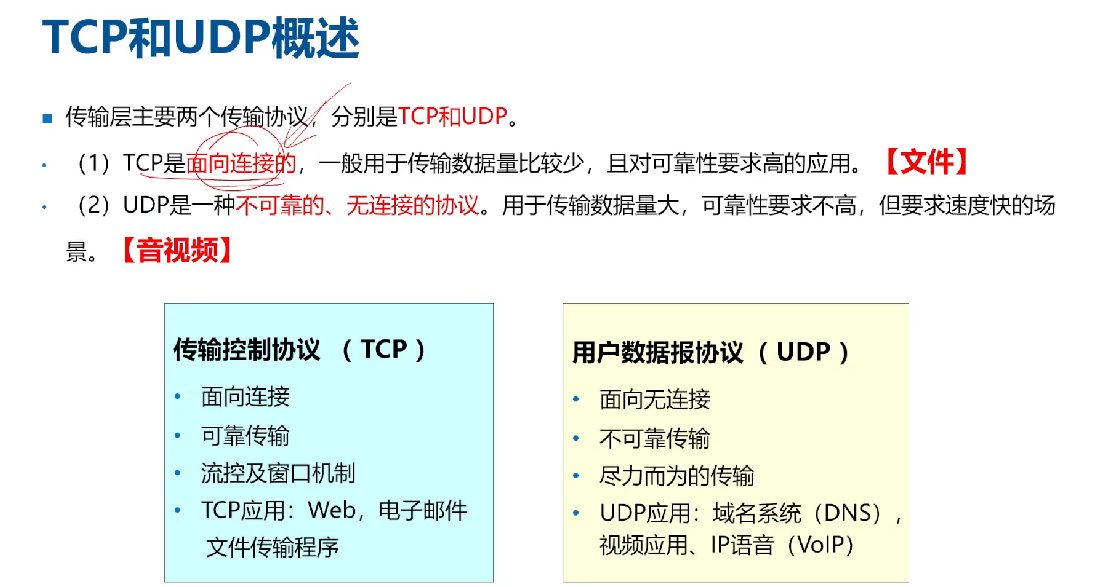 TCP和UDP概述
传输层主要两个传输协议，分别是TCP和UDP。
（1）TCP是面向连接的，一般用于传输数据量比较少，且对可靠性要求高的应用。【文件】
（2）UDP是一种不可靠的、无连接的协议。用于传输数据量大，可靠性要求不高，但要求速度快的场
景。【音视频】
传输控制协议 （ TCP ）
面向连接
可靠传输
流控及窗口机制
TCP应用：Web，电子邮件
文件传输程序
用户数据报协议（ UDP ）
面向无连接
不可靠传输
尽力而为的传输
UDP应用：域名系统（DNS），
视频应用、IP语音（VoIP）